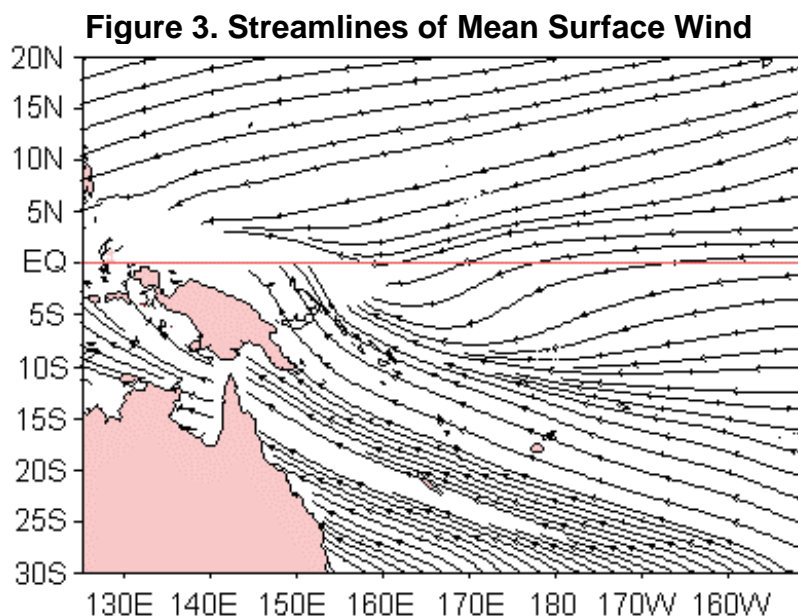 Figure 3. Streamlines of Mean Surface Wind
20N
15N
10N
5N
EQ
5S
10S
15S
20S
25S
30S
130E 140E 150E 160E 170E 180 170W 160W